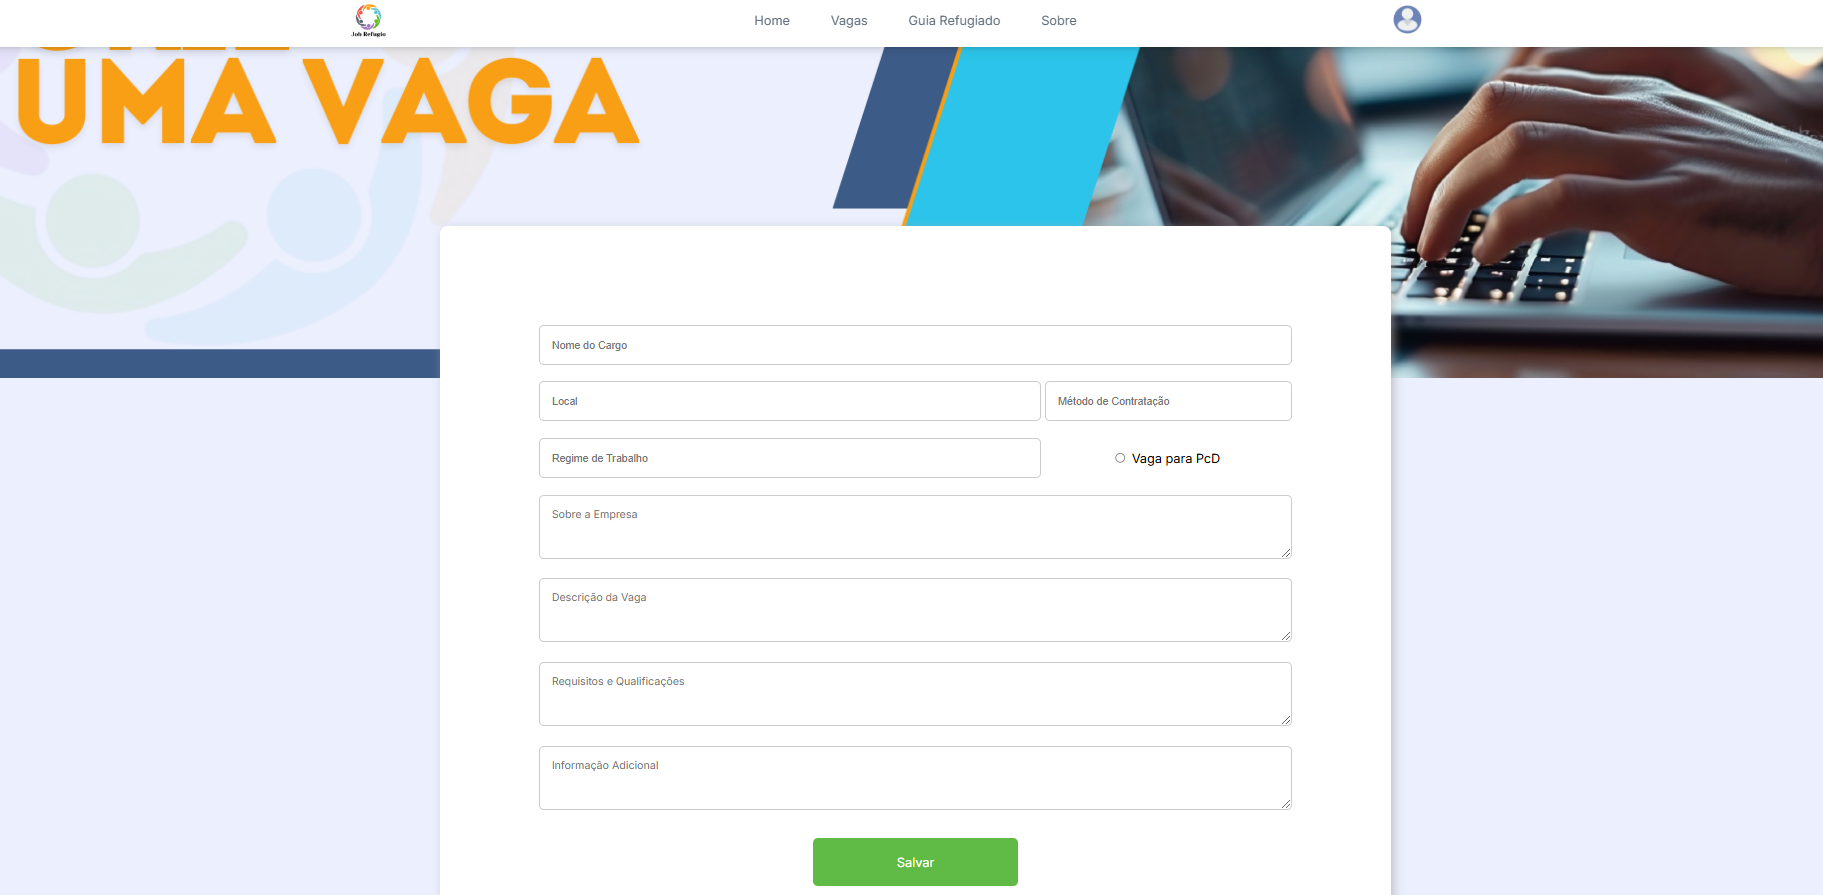 Job Refugio
Home
Vagas
Guia Refugiado
Sobre
UMA VAGA
Nome do Cargo
Local
Método de Contratação
Regime de Trabalho
Vaga para PcD
Sobre a Empresa
Descrição da Vaga
Requisitos e Qualificações
Informação Adicional
Salvar